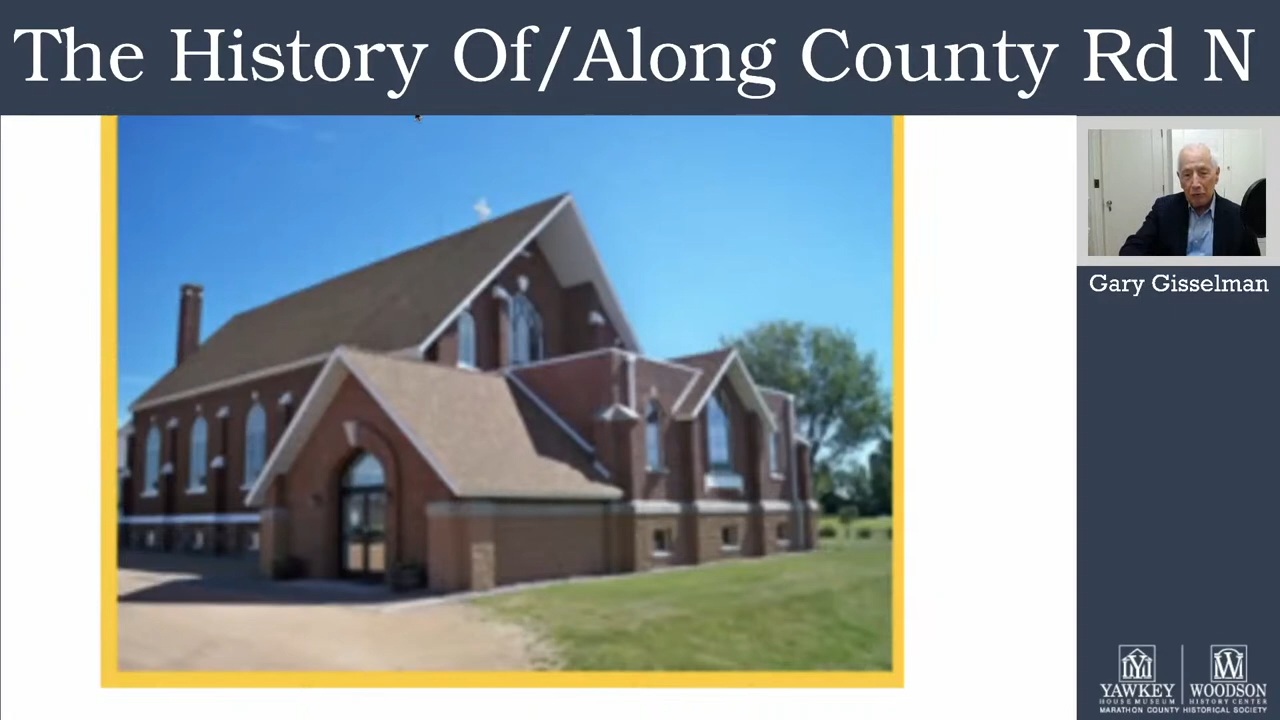 The History Of/Along County Rd N
Gary Gisselman
YAWKEY
HOUSE MUSEUM
WOODSON
HISTORY CENTER
MARATHON COUNTY HISTORICAL SOCIETY